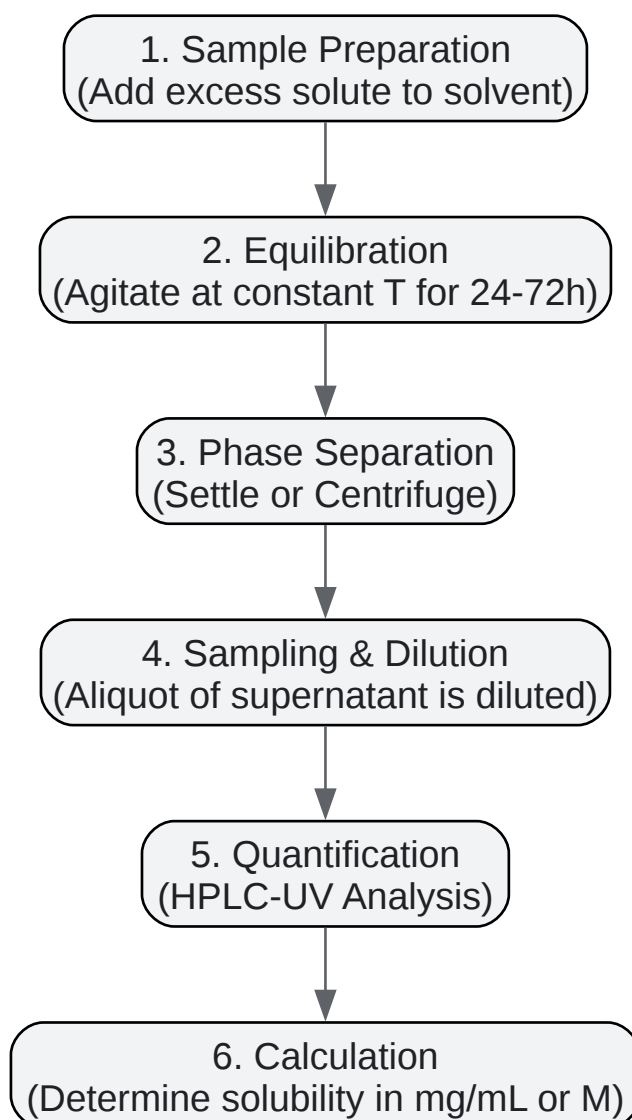 1. Sample Preparation
(Add excess solute to solvent)
2. Equilibration
(Agitate at constant T for 24-72h)
3. Phase Separation
(Settle or Centrifuge)
4. Sampling & Dilution
(Aliquot of supernatant is diluted)
5. Quantification
(HPLC-UV Analysis)
6. Calculation
(Determine solubility in mg/mL or M)